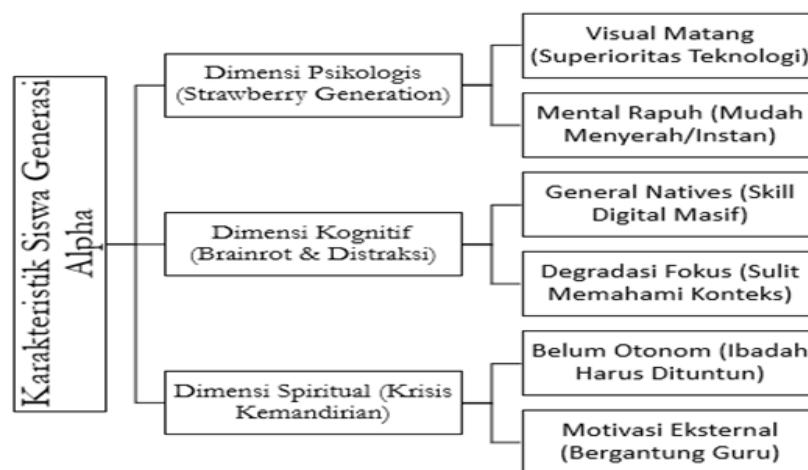 Karakteristik Siswa Generasi
Alpha
Dimensi Psikologis
(Strawberry Generation)
Visual Matang
(Superioritas Teknologi)
Mental Rapuh (Mudah
Menyerah/Instan)
Dimensi Kognitif
(Brainrot & Distraksi)
General Natives (Skill
Digital Masif)
Degradasi Fokus (Sulit
Memahami Konteks)
Dimensi Spiritual (Krisis
Kemandirian)
Belum Otonom (Ibadah
Harus Dituntun)
Motivasi Eksternal
(Bergantung Guru)